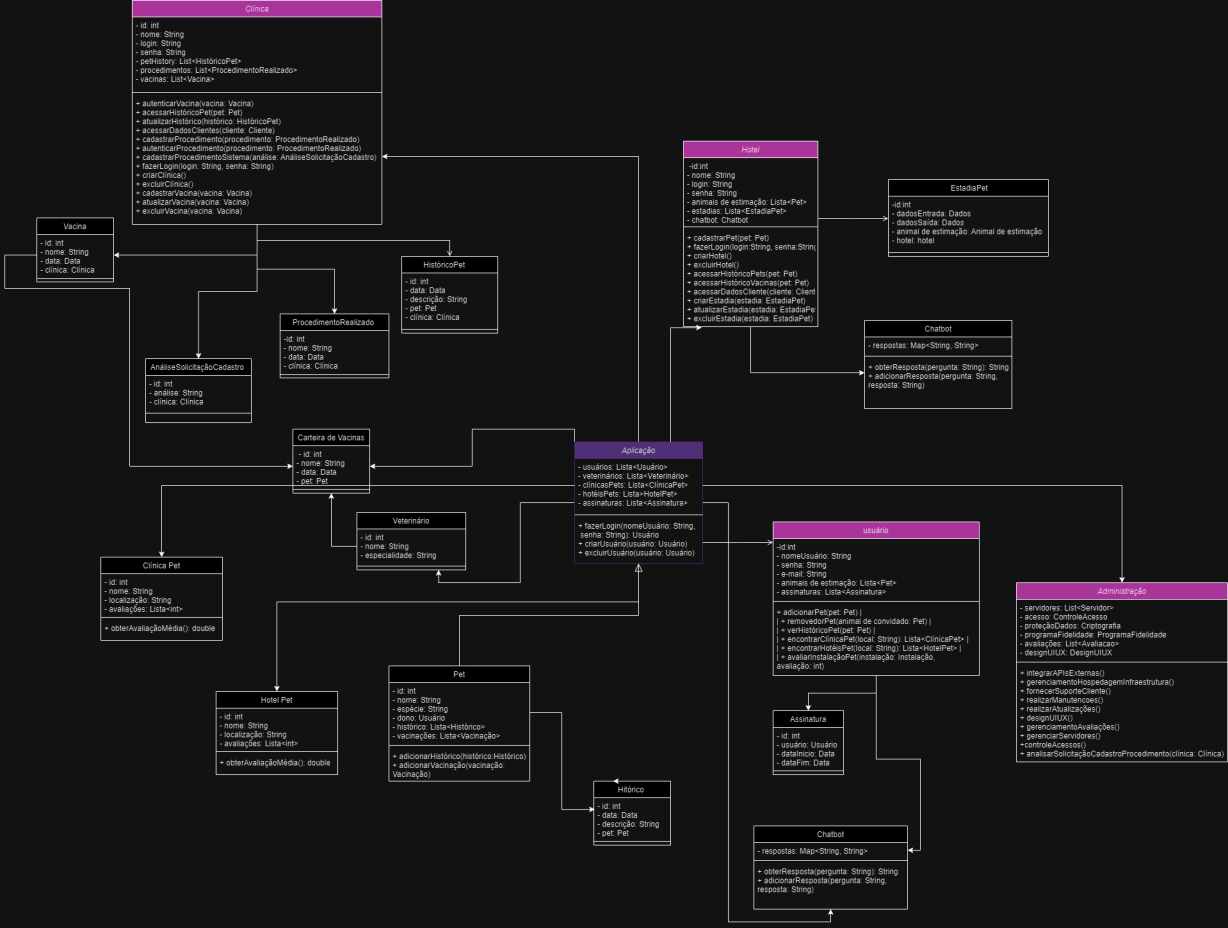 Clínica
- id: int
- nome: String
- login: String
- senha: String
- petHistory: List<HistóricoPet>
- procedimentos: List<ProcedimentoRealizado>
- vacinas: List<Vacina>
+ autenticarVacina(vacina: Vacina)
+ acessarHistóricoPet(pet: Pet)
+ atualizarHistórico(histórico: HistóricoPet)
+ acessarDadosClientes(cliente: Cliente)
+ cadastrarProcedimento(procedimento: ProcedimentoRealizado)
+ autenticarProcedimento(procedimento: ProcedimentoRealizado)
+ cadastrarProcedimentoSistema(análise: AnáliseSolicitaçãoCadastro)
+ fazerLogin(login: String, senha: String)
+ criarClínica()
+ excluirClínica()
+ cadastrarVacina(vacina: Vacina)
+ atualizarVacina(vacina: Vacina)
+ excluirVacina(vacina: Vacina)
Hotel
-id:int
- nome: String
- login: String
- senha: String
- animais de estimação: Lista<Pet>
- estadias: Lista<EstadiaPet>
- chatbot: Chatbot
+ cadastrarPet(pet: Pet)
+ fazerLogin(login:String, senha:String
+ criarHotel()
+ excluirHotel()
+ acessarHistóricoPets(pet: Pet)
+ acessarHistóricoVacinas(pet: Pet)
+ acessarDadosCliente(cliente: Client
+ criarEstadia(estadia: EstadiaPet)
+ atualizarEstadia(estadia: EstadiaPe
+ excluirEstadia(estadia: EstadiaPet)
EstadiaPet
-id:int
- dadosEntrada: Dados
- dadosSaída: Dados
- animal de estimação: Animal de estimação
- hotel: hotel
Vacina
- id: int
- nome: String
- data: Data
- clínica: Clínica
HistóricoPet
- id: int
- data: Data
- descrição: String
- pet: Pet
- clínica: Clínica
ProcedimentoRealizado
-id: int
- nome: String
- data: Data
- clínica: Clínica
Chatbot
- respostas: Map<String, String>
+ obterResposta(pergunta: String): String
+ adicionarResposta(pergunta: String,
resposta: String)
AnáliseSolicitaçãoCadastro
- id: int
- análise: String
- clínica: Clínica
Carteira de Vacinas
- id: int
- nome: String
- data: Data
- pet: Pet
Aplicação
- usuários: Lista<Usuário>
- veterinários: Lista<Veterinário>
- clínicasPets: Lista<ClínicaPet>
- hotéisPets: Lista>HotelPet>
- assinaturas: Lista<Assinatura>
+ fazerLogin(nomeUsuário: String,
senha: String): Usuário
+ criarUsuário(usuário: Usuário)
+ excluirUsuário(usuário: Usuário)
Veterinário
- id: int
- nome: String
- especialidade: String
usuário
-id:int
- nomeUsuário: String
- senha: String
- e-mail: String
- animais de estimação: Lista<Pet>
- assinaturas: Lista<Assinatura>
+ adicionarPet(pet: Pet) |
| + removedorPet(animal de convidado: Pet) |
| + verHistóricoPet(pet: Pet) |
| + encontrarClínicaPet(local: String): Lista<ClínicaPet> |
| + encontrarHotéisPet(local: String): Lista<HotelPet> |
| + avaliarInstalaçãoPet(instalação: Instalação,
avaliação: int)
Clínica Pet
- id: int
- nome: String
- localização: String
- avaliações: Lista<int>
+ obterAvaliaçãoMédia(): double
Administração
- servidores: List<Servidor>
- acesso: ControleAcesso
- proteçãoDados: Criptografia
- programaFidelidade: ProgramaFidelidade
- avaliações: List<Avaliacao>
- designUIUX: DesignUIUX
+ integrarAPIsExternas()
+ gerenciamentoHospedagemInfraestrutura()
+ fornecerSuporteCliente()
+ realizarManutencoes()
+ realizarAtualizações()
+ designUIUX()
+ gerenciamentoAvaliações()
+ gerenciarServidores()
+controleAcessos()
+ analisarSolicitaçãoCadastroProcedimento(clínica: Clínica)
Pet
- id: int
- nome: String
- espécie: String
- dono: Usuário
- histórico: Lista<Histórico>
- vacinações: Lista<Vacinação>
+ adicionarHistórico(histórico:Histórico)
+ adicionarVacinação(vacinação:
Vacinação)
Hotel Pet
- id: int
- nome: String
- localização: String
- avaliações: Lista<int>
+ obterAvaliaçãoMédia(): double
Assinatura
- id: int
- usuário: Usuário
- dataInicio: Data
- dataFim: Data
Hitórico
- id: int
- data: Data
- descrição: String
- pet: Pet
Chatbot
- respostas: Map<String, String>
+ obterResposta(pergunta: String): String
+ adicionarResposta(pergunta: String,
resposta: String)